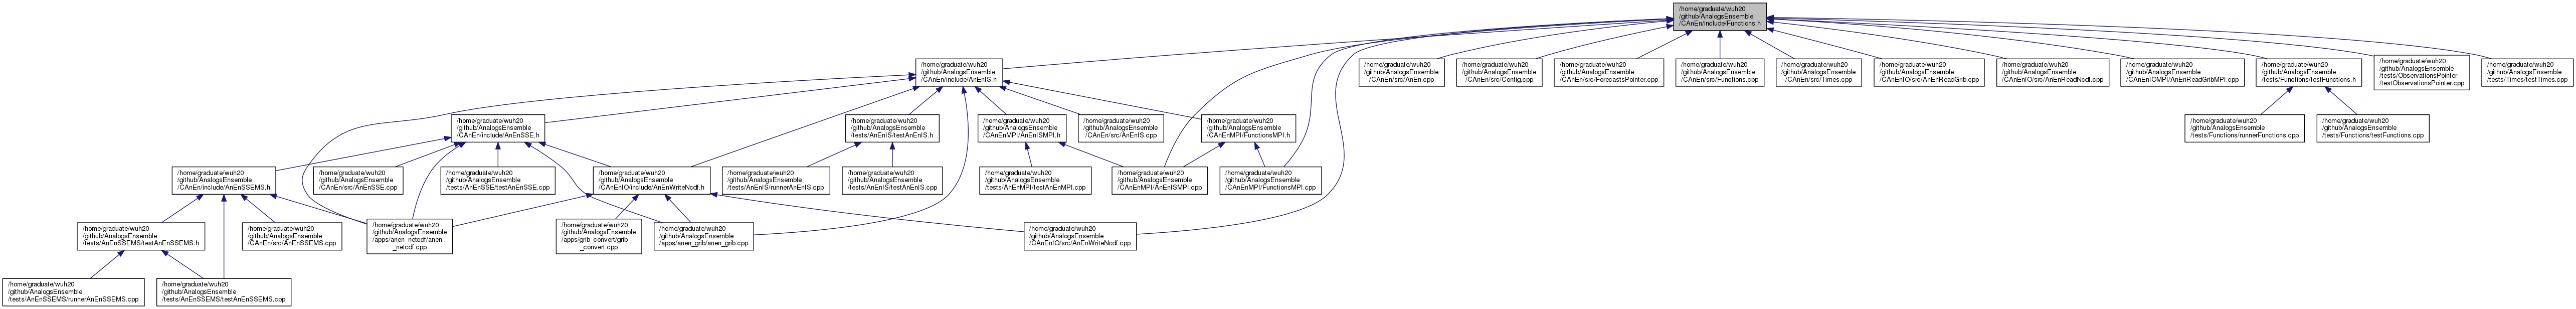 /home/graduate/wuh20
/github/AnalogsEnsemble
/CAnEn/include/Functions.h
/home/graduate/wuh20
/github/AnalogsEnsemble
/CAnEn/include/AnEnIS.h
/home/graduate/wuh20
/github/AnalogsEnsemble
/CAnEn/src/AnEn.cpp
/home/graduate/wuh20
/github/AnalogsEnsemble
/CAnEn/src/Config.cpp
/home/graduate/wuh20
/github/AnalogsEnsemble
/CAnEn/src/ForecastsPointer.cpp
/home/graduate/wuh20
/github/AnalogsEnsemble
/CAnEn/src/Functions.cpp
/home/graduate/wuh20
/github/AnalogsEnsemble
/CAnEn/src/Times.cpp
/home/graduate/wuh20
/github/AnalogsEnsemble
/CAnEnIO/src/AnEnReadGrib.cpp
/home/graduate/wuh20
/github/AnalogsEnsemble
/CAnEnIO/src/AnEnReadNcdf.cpp
/home/graduate/wuh20
/github/AnalogsEnsemble
/CAnEnIOMPI/AnEnReadGribMPI.cpp
/home/graduate/wuh20
/github/AnalogsEnsemble
/tests/Functions/testFunctions.h
/home/graduate/wuh20
/github/AnalogsEnsemble
/tests/ObservationsPointer
/testObservationsPointer.cpp
/home/graduate/wuh20
/github/AnalogsEnsemble
/tests/Times/testTimes.cpp
/home/graduate/wuh20
/github/AnalogsEnsemble
/CAnEn/include/AnEnSSE.h
/home/graduate/wuh20
/github/AnalogsEnsemble
/tests/AnEnIS/testAnEnIS.h
/home/graduate/wuh20
/github/AnalogsEnsemble
/CAnEnMPI/AnEnISMPI.h
/home/graduate/wuh20
/github/AnalogsEnsemble
/CAnEn/src/AnEnIS.cpp
/home/graduate/wuh20
/github/AnalogsEnsemble
/CAnEnMPI/FunctionsMPI.h
/home/graduate/wuh20
/github/AnalogsEnsemble
/tests/Functions/runnerFunctions.cpp
/home/graduate/wuh20
/github/AnalogsEnsemble
/tests/Functions/testFunctions.cpp
/home/graduate/wuh20
/github/AnalogsEnsemble
/CAnEn/include/AnEnSSEMS.h
/home/graduate/wuh20
/github/AnalogsEnsemble
/CAnEn/src/AnEnSSE.cpp
/home/graduate/wuh20
/github/AnalogsEnsemble
/tests/AnEnSSE/testAnEnSSE.cpp
/home/graduate/wuh20
/github/AnalogsEnsemble
/CAnEnIO/include/AnEnWriteNcdf.h
/home/graduate/wuh20
/github/AnalogsEnsemble
/tests/AnEnIS/runnerAnEnIS.cpp
/home/graduate/wuh20
/github/AnalogsEnsemble
/tests/AnEnIS/testAnEnIS.cpp
/home/graduate/wuh20
/github/AnalogsEnsemble
/tests/AnEnMPI/testAnEnMPI.cpp
/home/graduate/wuh20
/github/AnalogsEnsemble
/CAnEnMPI/AnEnISMPI.cpp
/home/graduate/wuh20
/github/AnalogsEnsemble
/CAnEnMPI/FunctionsMPI.cpp
/home/graduate/wuh20
/github/AnalogsEnsemble
/tests/AnEnSSEMS/testAnEnSSEMS.h
/home/graduate/wuh20
/github/AnalogsEnsemble
/CAnEn/src/AnEnSSEMS.cpp
/home/graduate/wuh20
/github/AnalogsEnsemble
/apps/anen_netcdf/anen
_netcdf.cpp
/home/graduate/wuh20
/github/AnalogsEnsemble
/apps/grib_convert/grib
_convert.cpp
/home/graduate/wuh20
/github/AnalogsEnsemble
/apps/anen_grib/anen_grib.cpp
/home/graduate/wuh20
/github/AnalogsEnsemble
/CAnEnIO/src/AnEnWriteNcdf.cpp
/home/graduate/wuh20
/github/AnalogsEnsemble
/tests/AnEnSSEMS/runnerAnEnSSEMS.cpp
/home/graduate/wuh20
/github/AnalogsEnsemble
/tests/AnEnSSEMS/testAnEnSSEMS.cpp